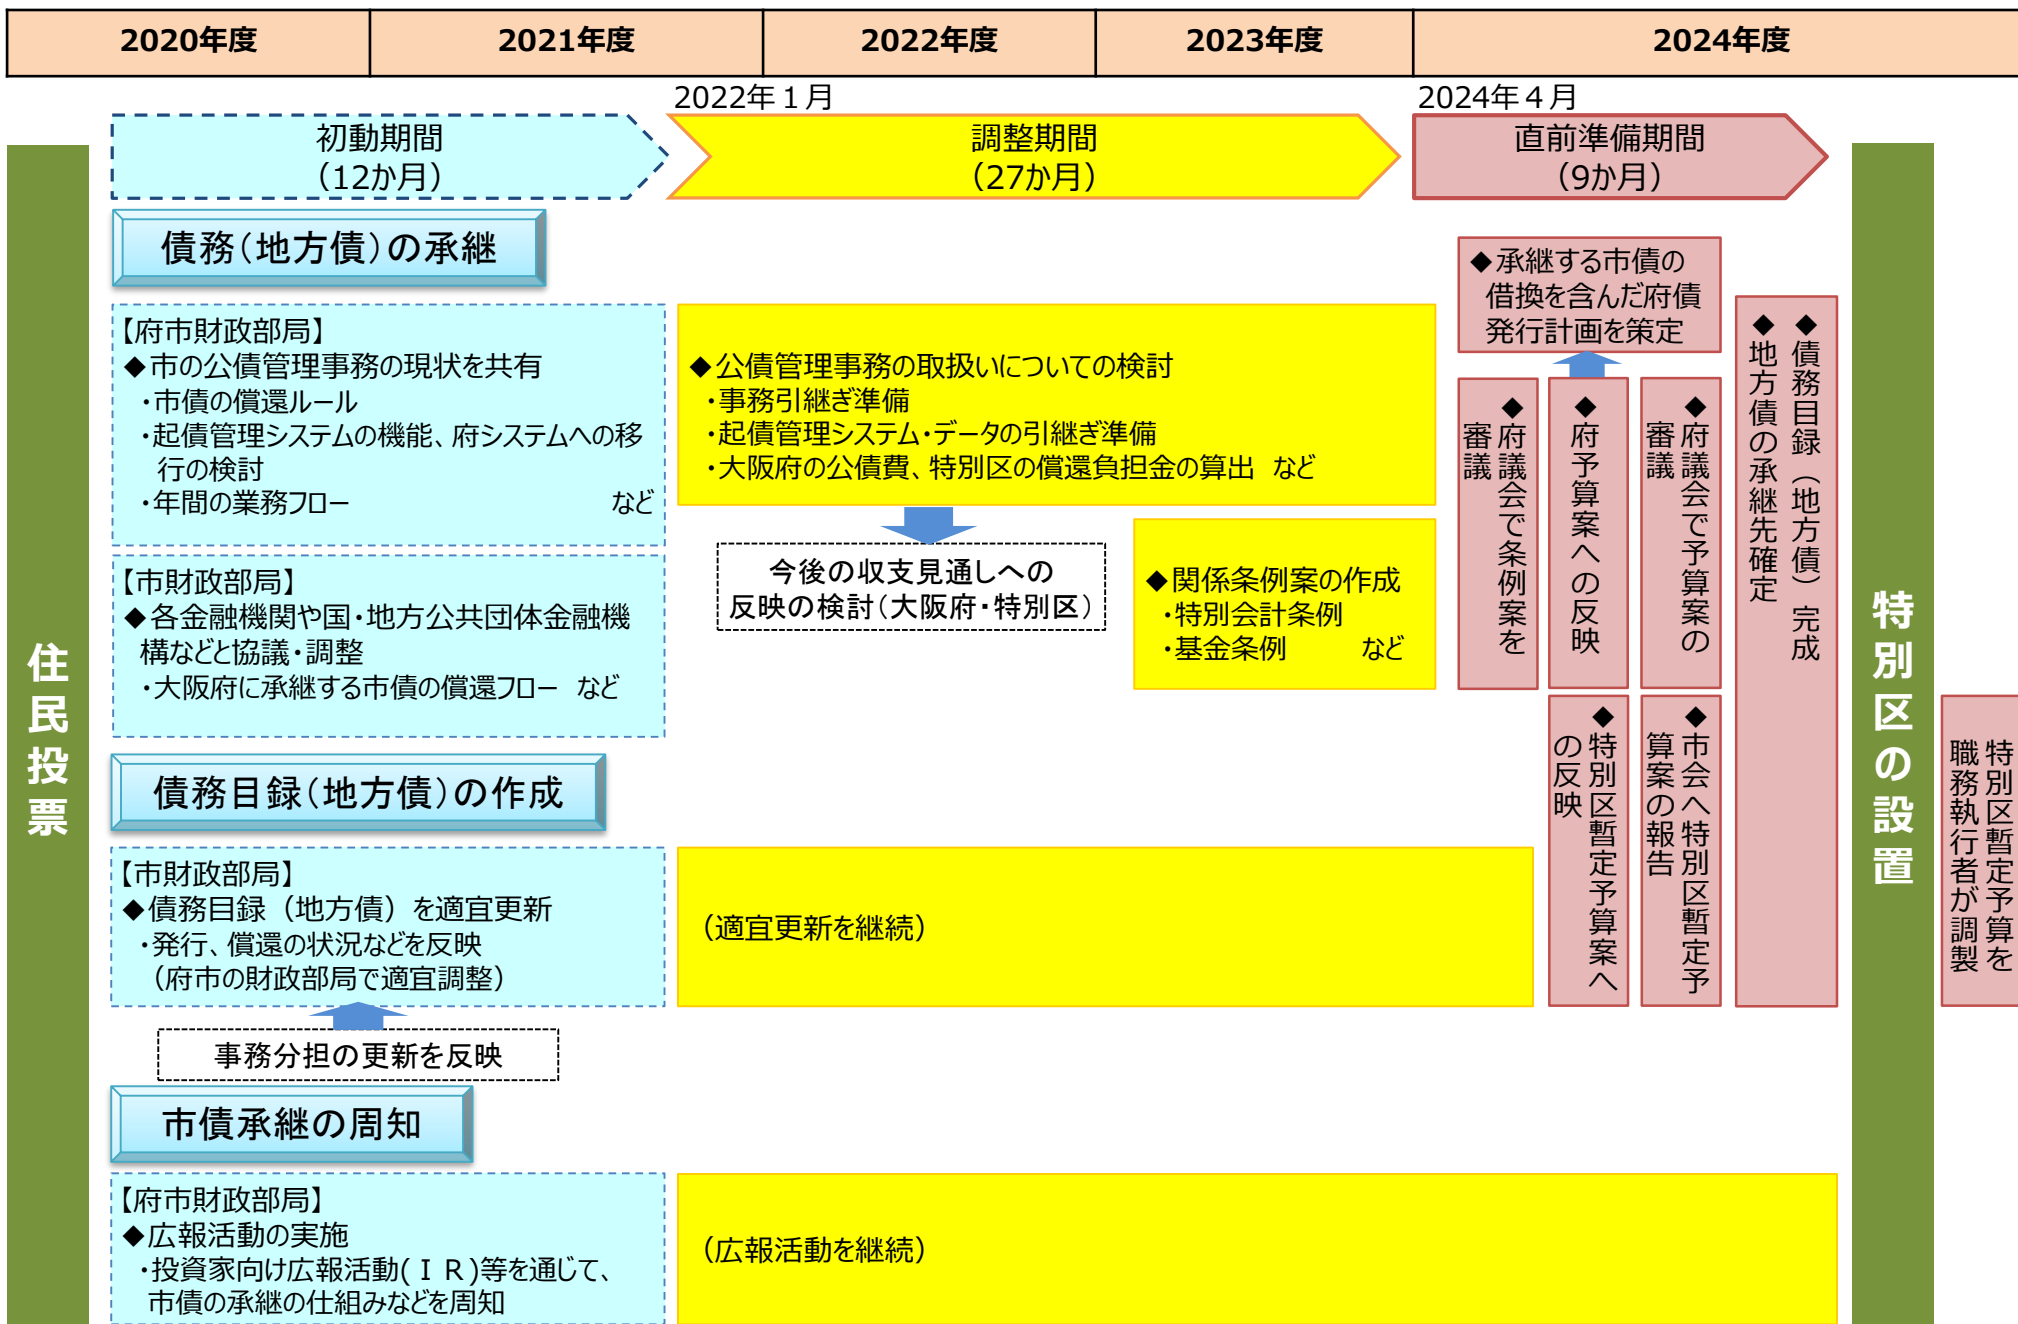 2020年度
2021年度
2022年度
2023年度
2024年度
2022年１月
2024年４月
初動期間
（12か月）
調整期間
（27か月）
直前準備期間
（9か月）
住民投票
債務（地方債）の承継
【府市財政部局】
◆市の公債管理事務の現状を共有
・市債の償還ルール
・起債管理システムの機能、府システムへの移
行の検討
・年間の業務フロー　など
【市財政部局】
◆各金融機関や国・地方公共団体金融機
構などと協議・調整
・大阪府に承継する市債の償還フロー　など
◆公債管理事務の取扱いについての検討
・事務引継ぎ準備
・起債管理システム・データの引継ぎ準備
・大阪府の公債費、特別区の償還負担金の算出　など
今後の収支見通しへの
反映の検討（大阪府・特別区）
◆関係条例案の作成
・特別会計条例
・基金条例　など
◆承継する市債の
借換を含んだ府債
発行計画を策定
◆府議会で条例案を
審議
◆府予算案への反映
◆府議会で予算案の
審議
◆特別区暫定予算案へ
の反映
◆市会へ特別区暫定予
算案の報告
◆債務目録（地方債）完成
◆地方債の承継先確定
債務目録（地方債）の作成
【市財政部局】
◆債務目録（地方債）を適宜更新
・発行、償還の状況などを反映
（府市の財政部局で適宜調整）
（適宜更新を継続）
事務分担の更新を反映
市債承継の周知
【府市財政部局】
◆広報活動の実施
・投資家向け広報活動(ＩＲ)等を通じて、
市債の承継の仕組みなどを周知
（広報活動を継続）
特別区の設置
特別区暫定予算を
職務執行者が調製